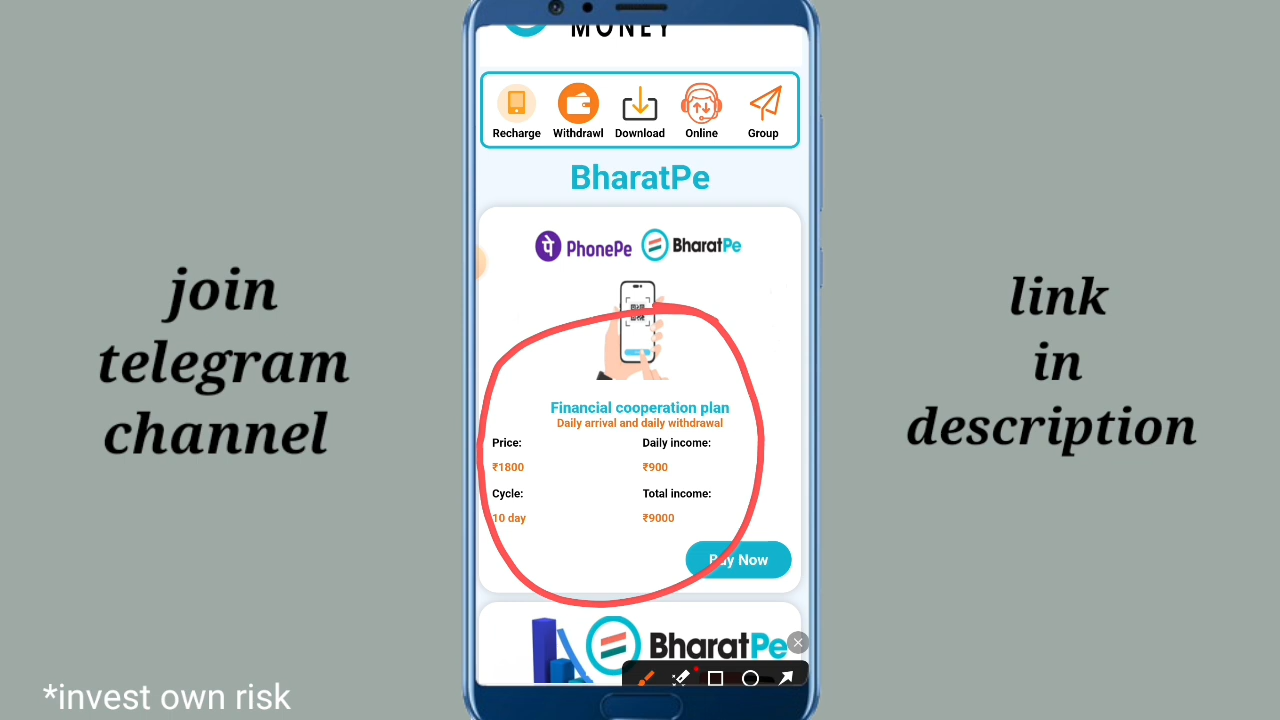 MONEY
Recharge Withdrawl Download Online Group
BharatPe
पे PhonePe BharatPe
Financial cooperation plan
Daily arrival and daily withdrawal
Price: Daily income:
₹1800 ₹900
Cycle: Total income:
10 day ₹9000
Buy Now
BharatPe
join
telegram
channel
link
in
description
*invest own risk